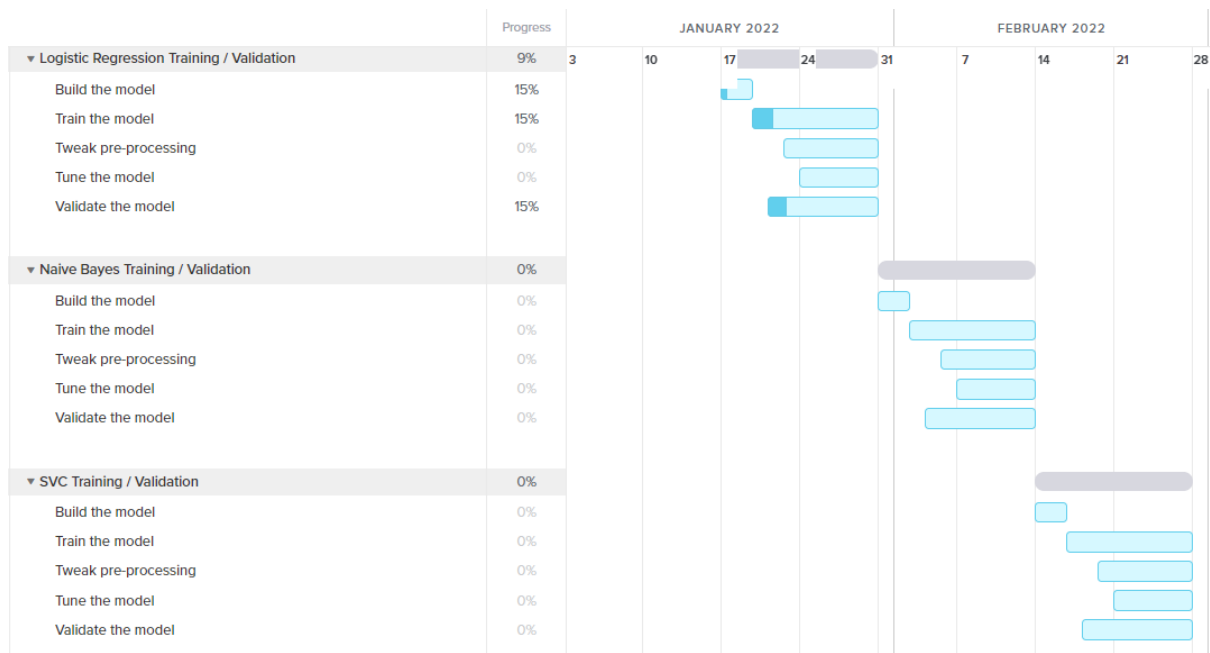 Progress JANUARY 2022 FEBRUARY 2022
▾ Logistic Regression Training / Validation 9% 3 10 17 24 31 7 14 21 28
Build the model 15%
Train the model 15%
Tweak pre-processing 0%
Tune the model 0%
Validate the model 15%
▾ Naive Bayes Training / Validation 0%
Build the model 0%
Train the model 0%
Tweak pre-processing 0%
Tune the model 0%
Validate the model 0%
▾ SVC Training / Validation 0%
Build the model 0%
Train the model 0%
Tweak pre-processing 0%
Tune the model 0%
Validate the model 0%